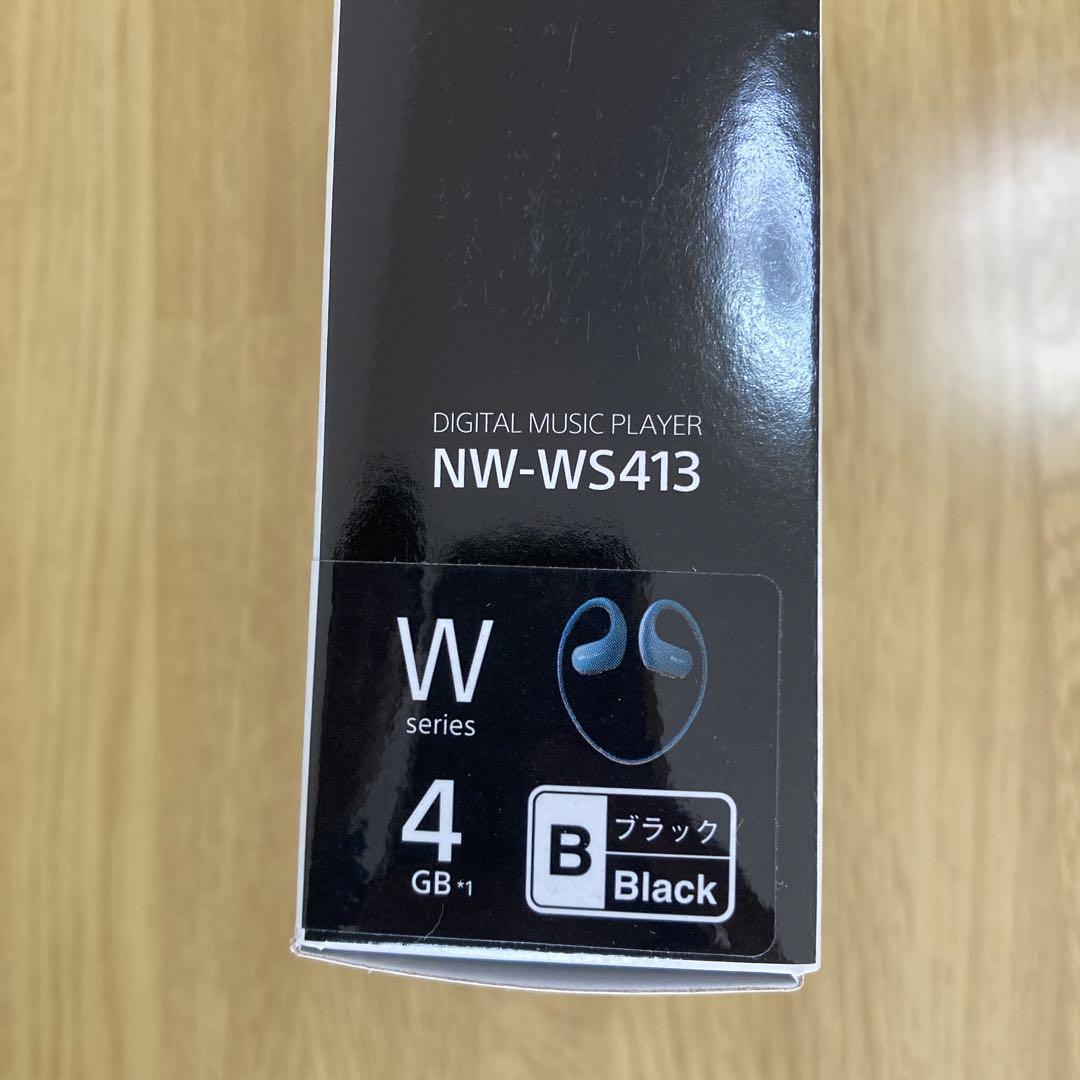 DIGITAL MUSIC PLAYER
NW-WS413
W
series
4
GB *1
B
ブラック
Black